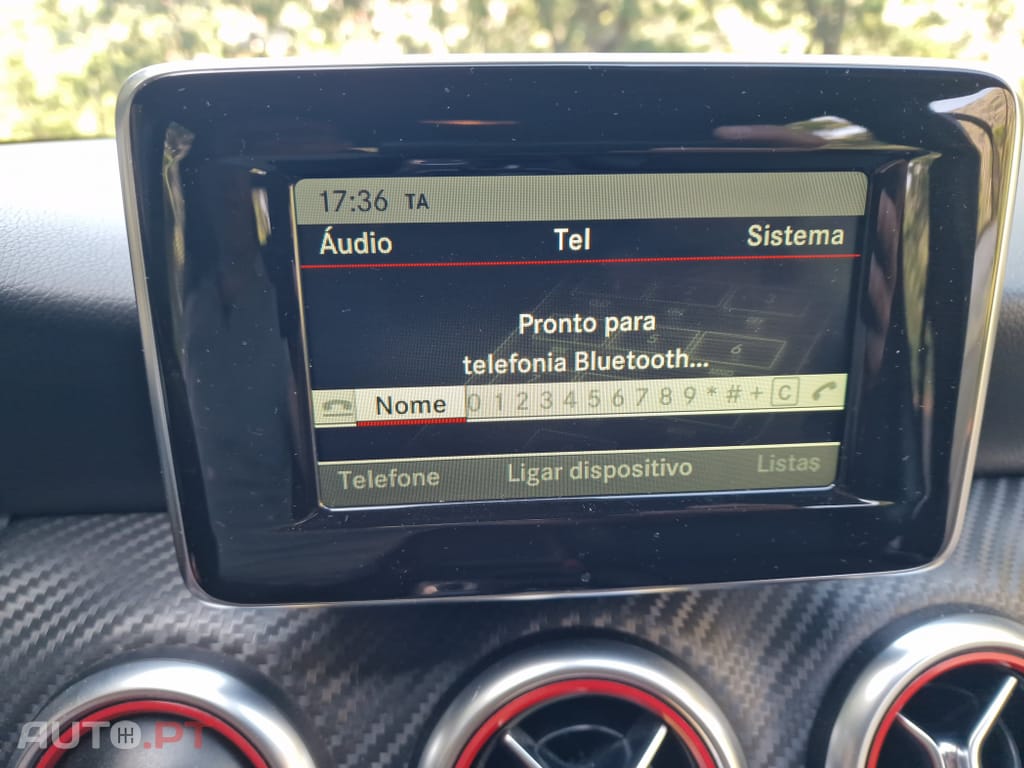 17:36 TA
Áudio Tel Sistema
Pronto para
telefonia Bluetooth...
Nome 0 1 2 3 4 5 6 7 8 9 * # + C
Telefone Ligar dispositivo Listas
AUTO.PT